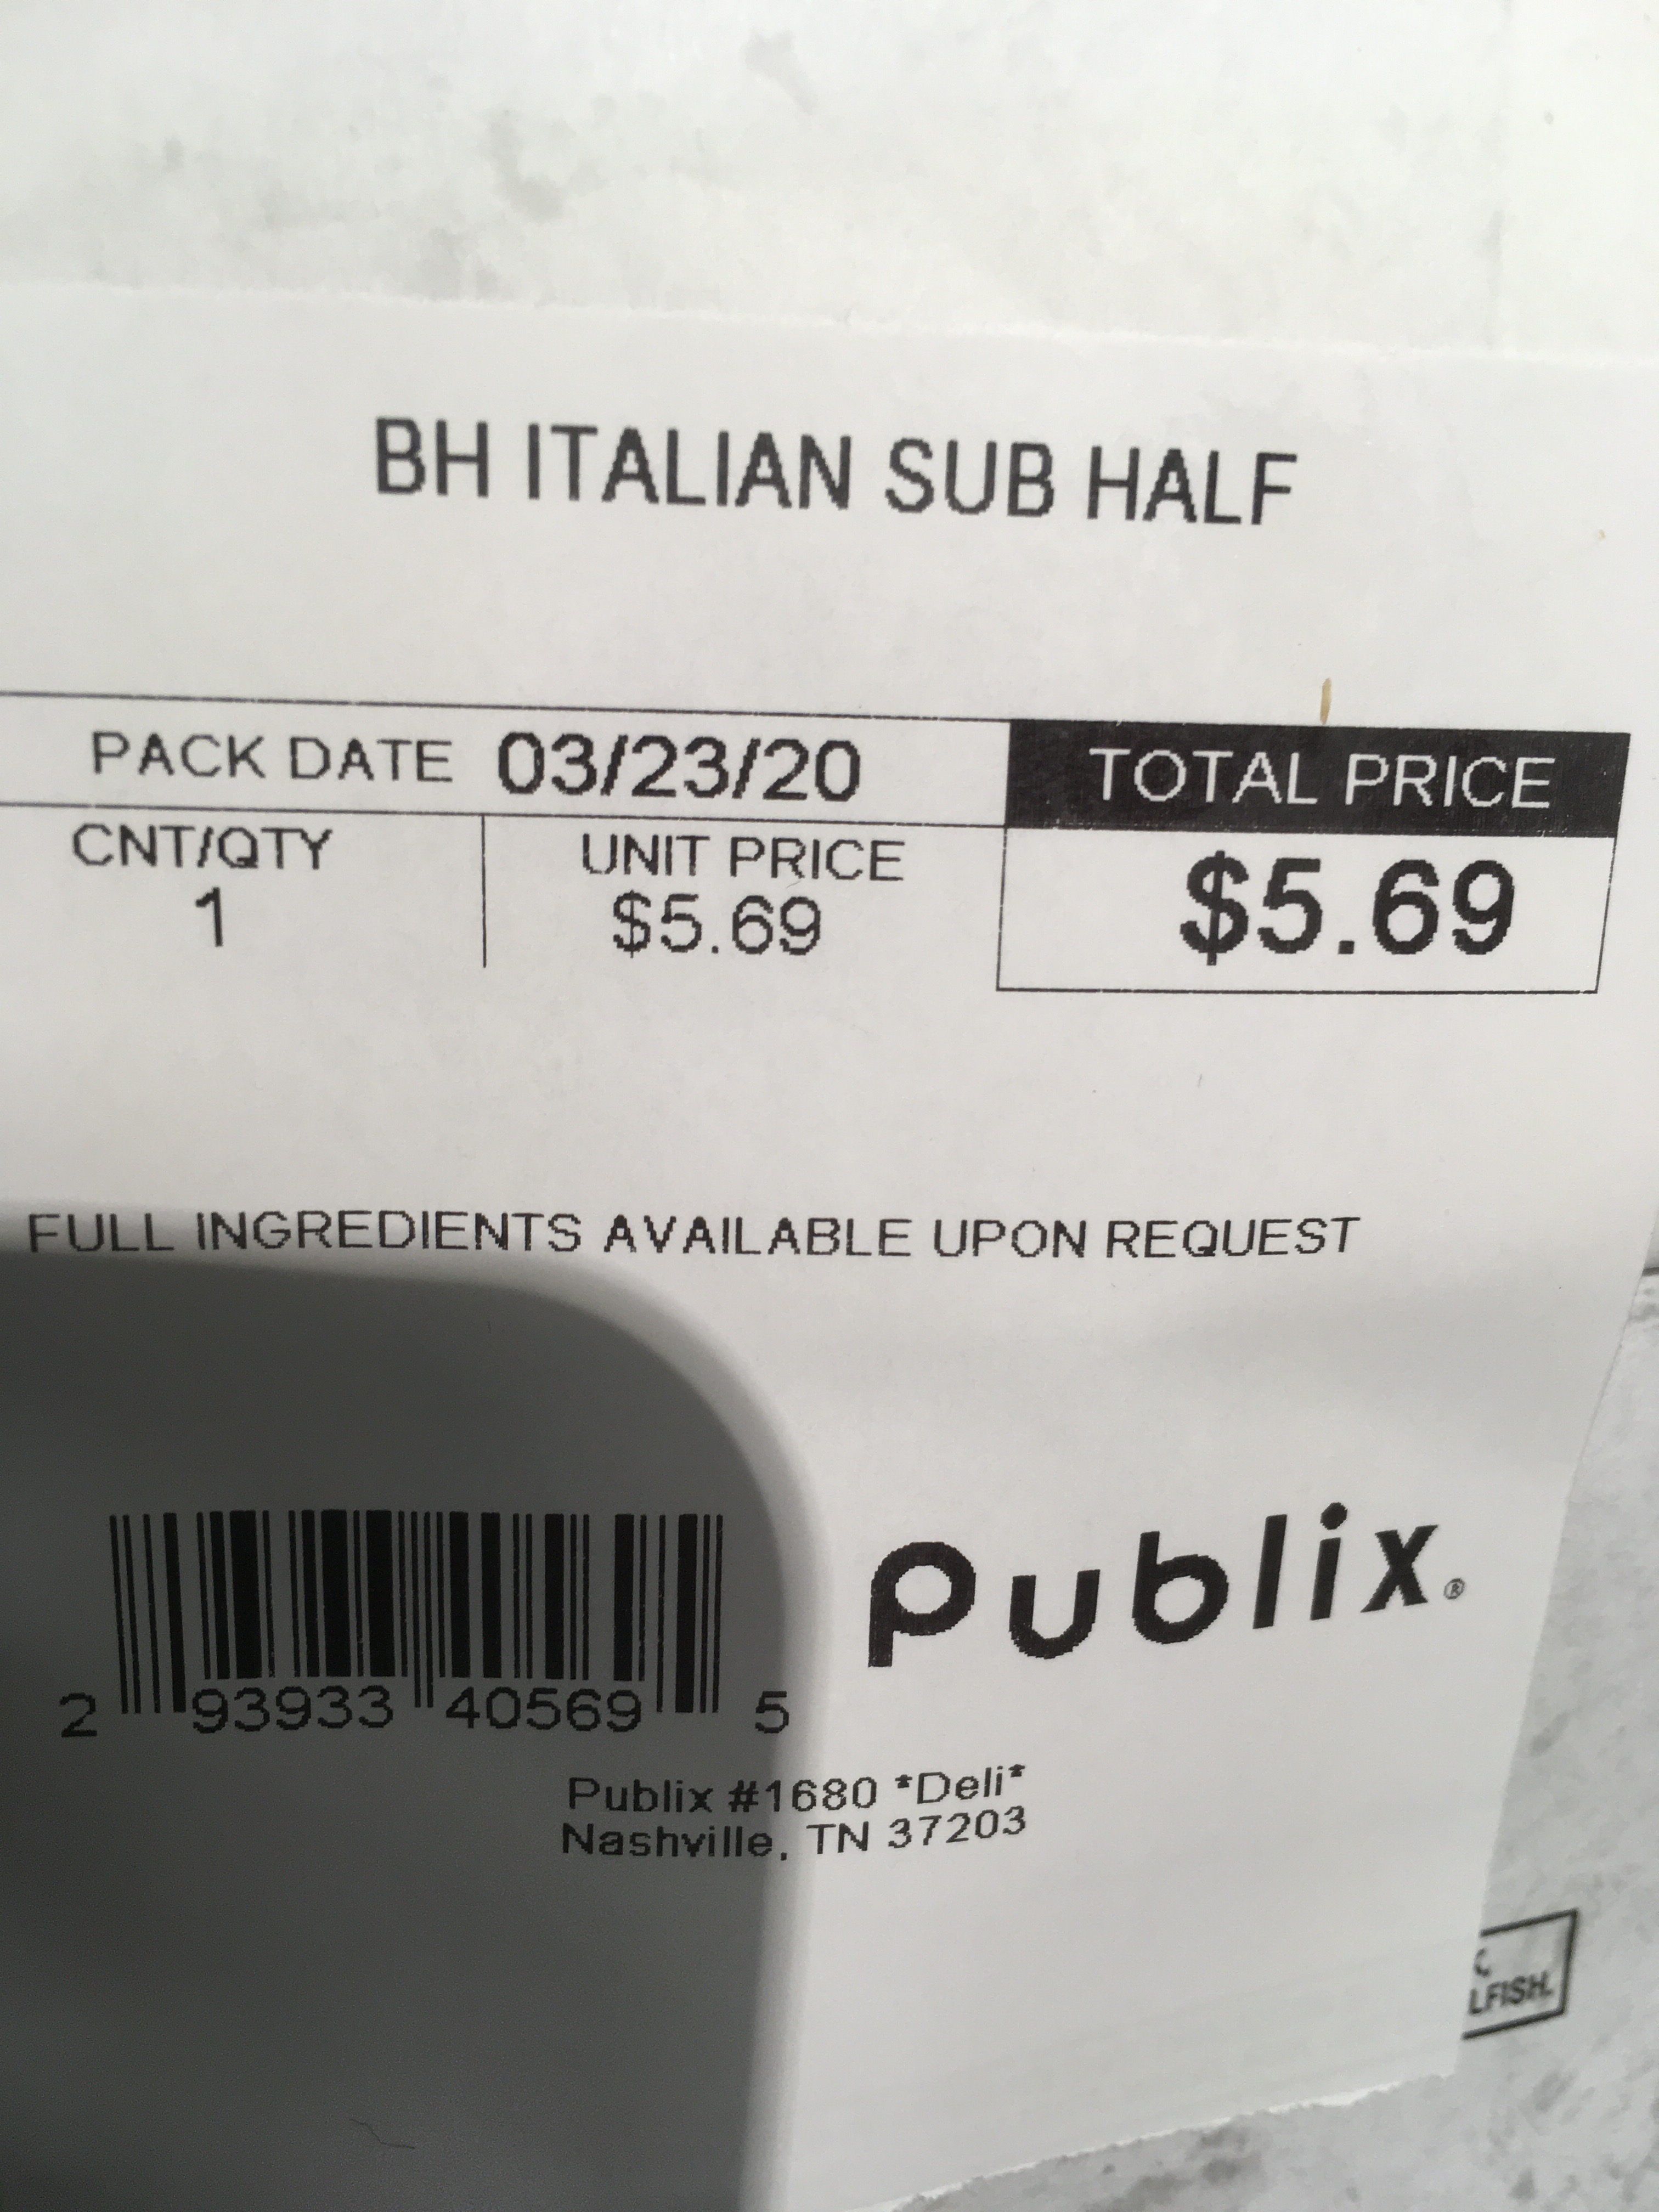 BH ITALIAN SUB HALF
PACK DATE 03/23/20
TOTAL PRICE
CNT/QTY
1
UNIT PRICE
$5.69
$5.69
FULL INGREDIENTS AVAILABLE UPON REQUEST
Publix®
2 93933 40569 5
Publix #1680 *Deli*
Nashville, TN 37203